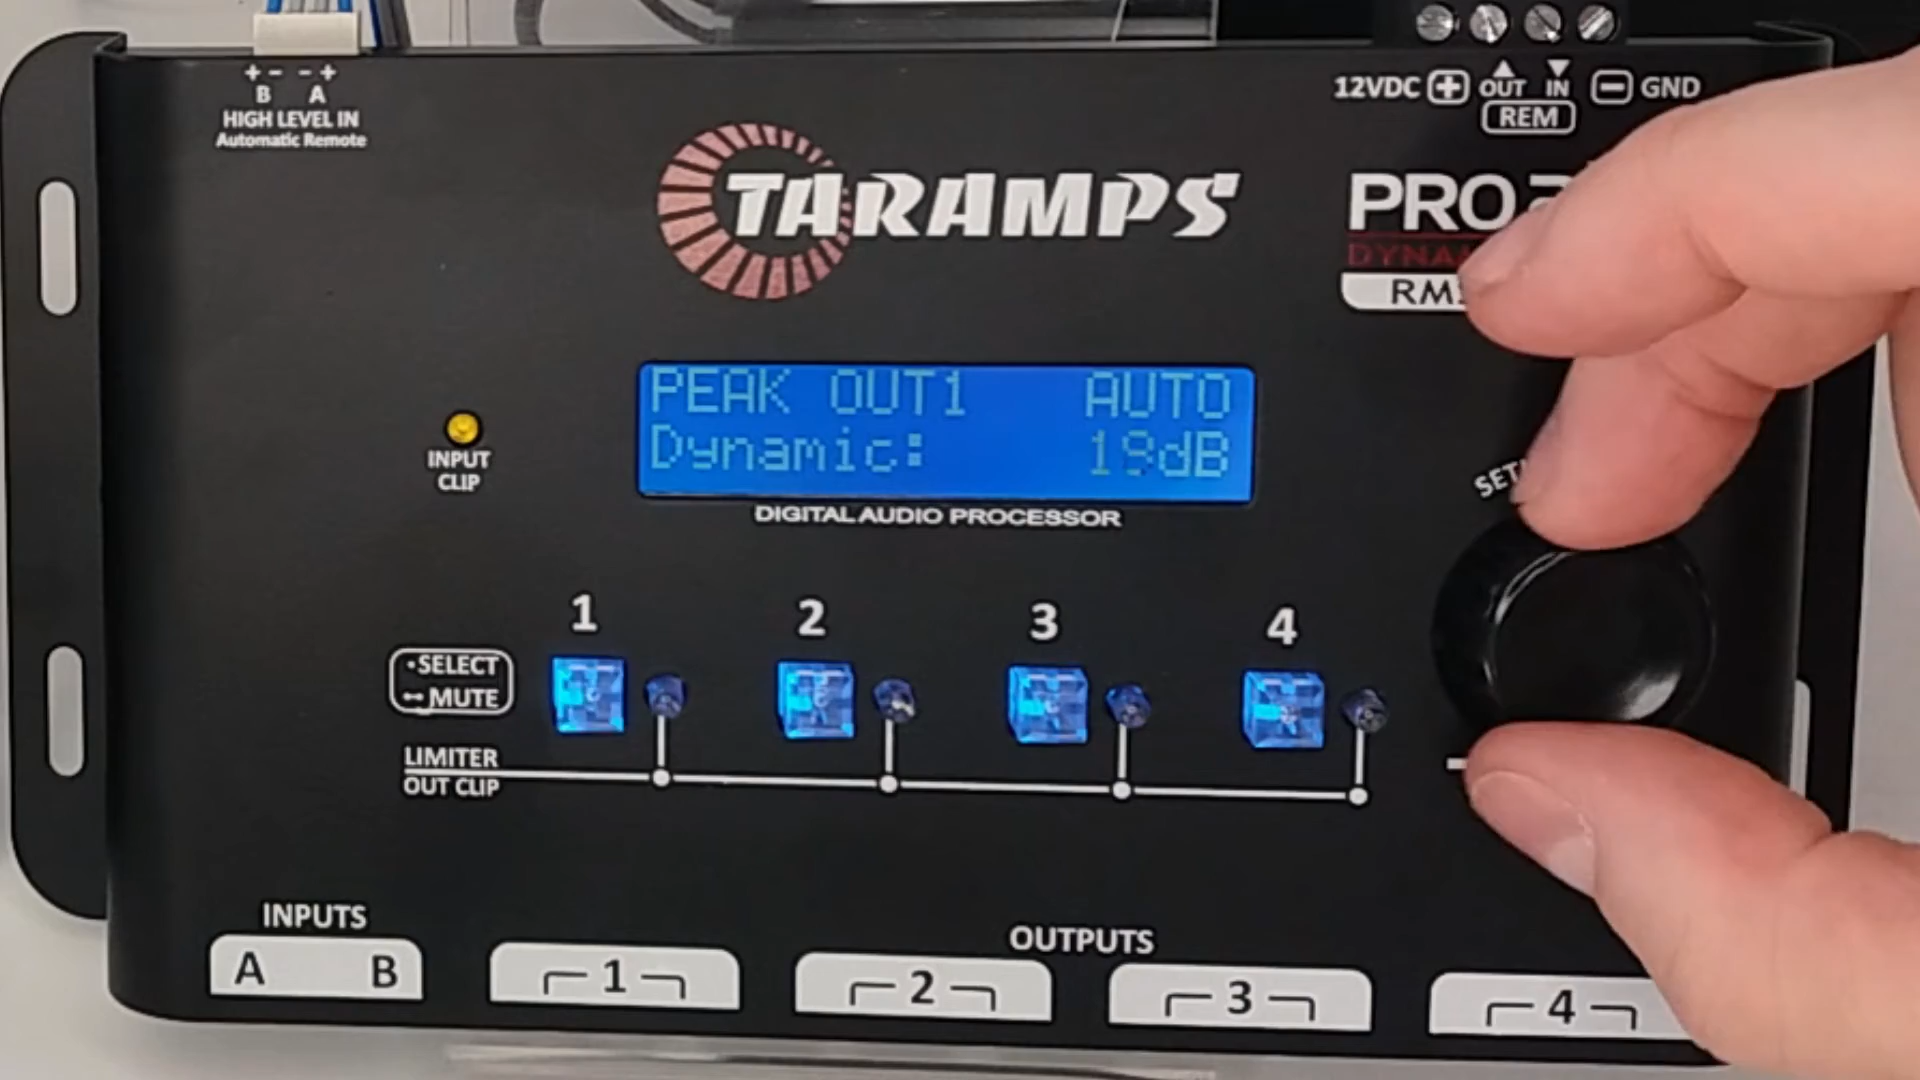 + - - +
B A
HIGH LEVEL IN
Automatic Remote
12VDC + OUT IN - GND
REM
TARAMPS
PRO
RMS
PEAK OUT1 AUTO
Dynamic: 19dB
INPUT
CLIP
DIGITAL AUDIO PROCESSOR
1 2 3 4
SELECT
MUTE
LIMITER
OUT CLIP
INPUTS
A B
OUTPUTS
1 2 3 4